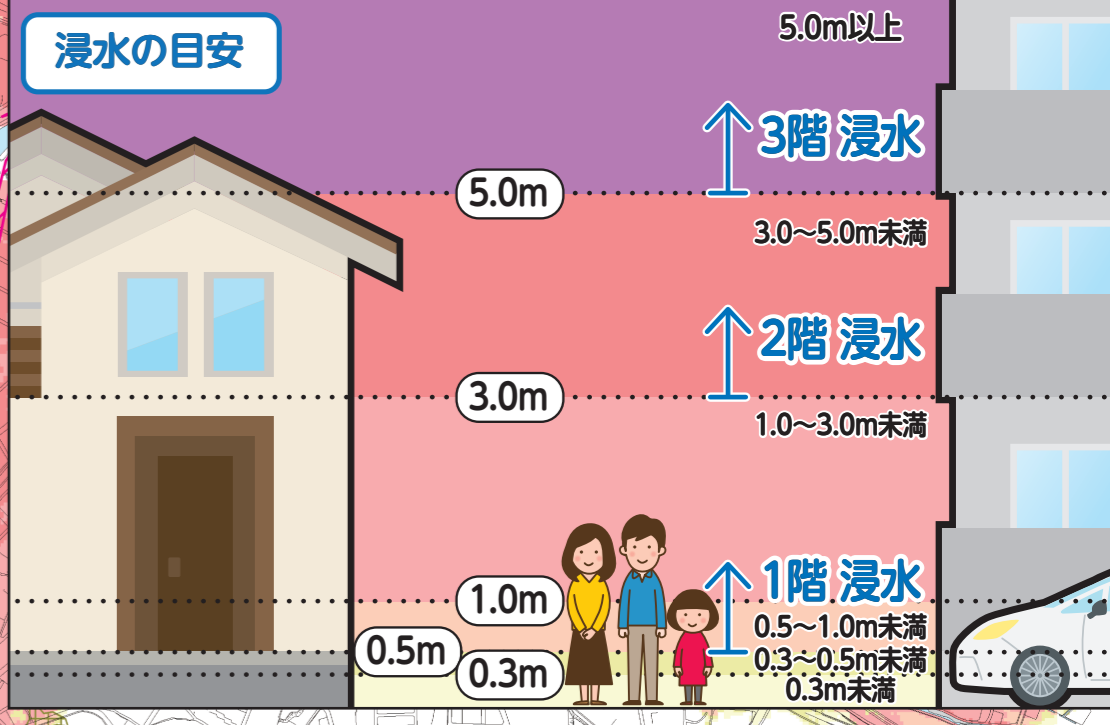 浸水の目安
5.0m以上
3階 浸水
5.0m
3.0〜5.0m未満
2階 浸水
3.0m
1.0〜3.0m未満
1階 浸水
1.0m
0.5〜1.0m未満
0.5m
0.3〜0.5m未満
0.3m
0.3m未満